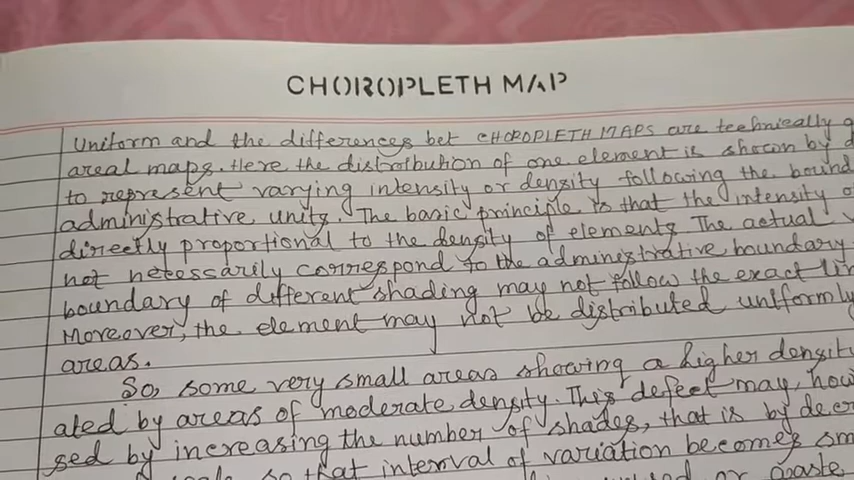 CHOROPLETH MAP
Uniform and the differences bet CHOROPLETH MAPS are technically
areal maps. Here the distribution of one element is shown by
to represent varying intensity or density following the
administrative units. The basic principle is that the intensity
directly proportional to the density of elements. The actual
not necessarily correspond to the administrative boundary.
boundary of different shading may not follow the exact
Moreover, the element may not be distributed uniformly
areas.
So, some very small areas showing a higher density
ated by areas of moderate density. This defect may,
sed by increasing the number of shades, that is by
so that interval of variation becomes
or